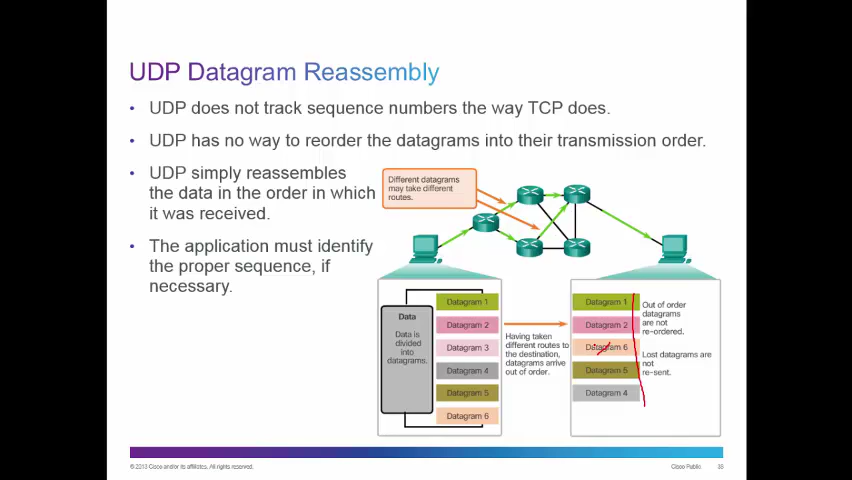 UDP Datagram Reassembly
• UDP does not track sequence numbers the way TCP does.
• UDP has no way to reorder the datagrams into their transmission order.
• UDP simply reassembles
the data in the order in which
it was received.
• The application must identify
the proper sequence, if
necessary.
Different datagrams
may take different
routes.
Data
Data is
divided
into
datagrams.
Datagram 1
Datagram 2
Datagram 3
Datagram 4
Datagram 5
Datagram 6
Having taken
different routes to
the destination,
datagrams arrive
out of order.
Datagram 1
Datagram 2
Datagram 6
Datagram 5
Datagram 4
Out of order
datagrams
are not
re-ordered.
Lost datagrams are
not
re-sent.
© 2013 Cisco and/or its affiliates. All rights reserved.
Cisco Public
38